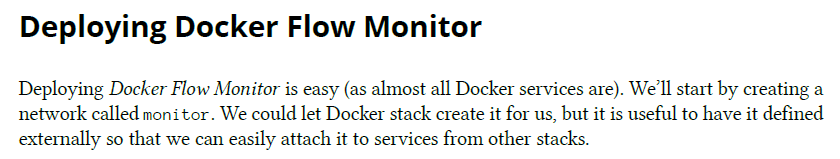 Deploying Docker Flow Monitor
Deploying Docker Flow Monitor is easy (as almost all Docker services are). We’ll start by creating a
network called monitor. We could let Docker stack create it for us, but it is useful to have it defined
externally so that we can easily attach it to services from other stacks.